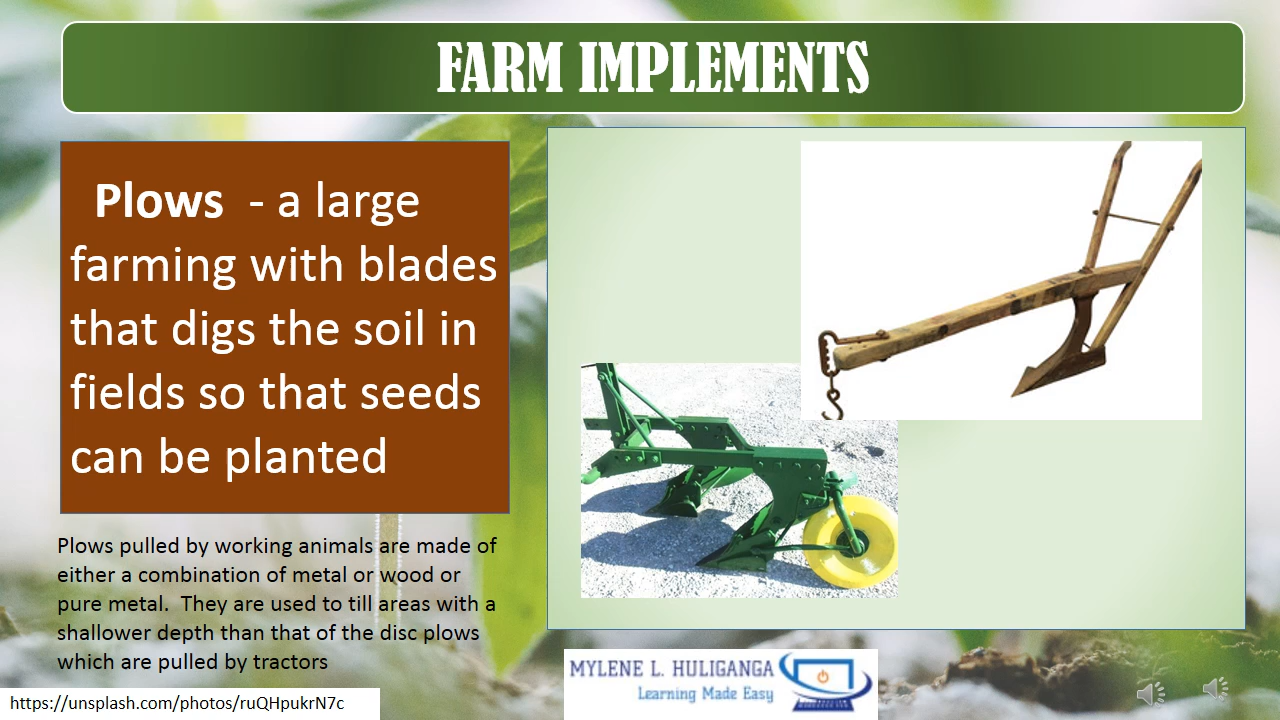 FARM IMPLEMENTS
Plows - a large
farming with blades
that digs the soil in
fields so that seeds
can be planted
Plows pulled by working animals are made of
either a combination of metal or wood or
pure metal. They are used to till areas with a
shallower depth than that of the disc plows
which are pulled by tractors
MYLENE L. HULIGANGA
Learning Made Easy
https://unsplash.com/photos/ruQHpukrN7c